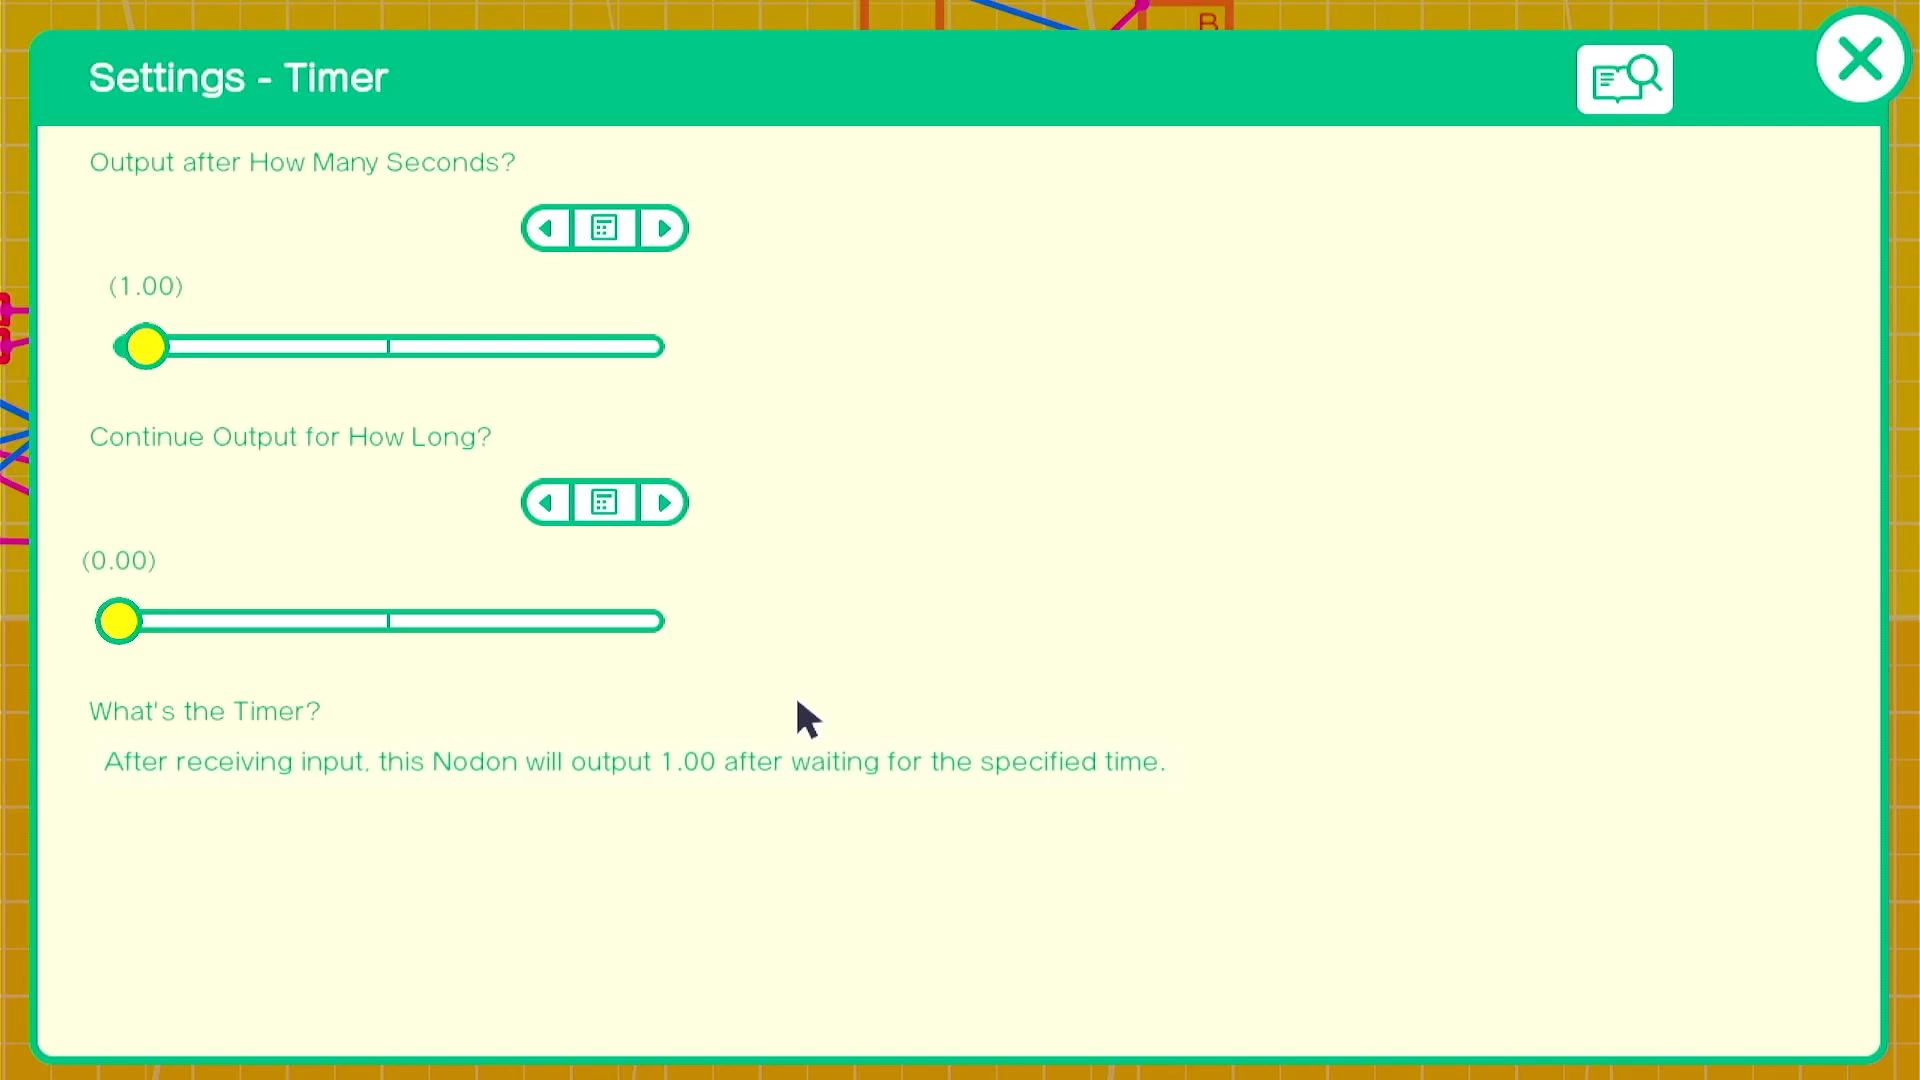 B
Settings - Timer
Output after How Many Seconds?
(1.00)
Continue Output for How Long?
(0.00)
What's the Timer?
After receiving input, this Nodon will output 1.00 after waiting for the specified time.